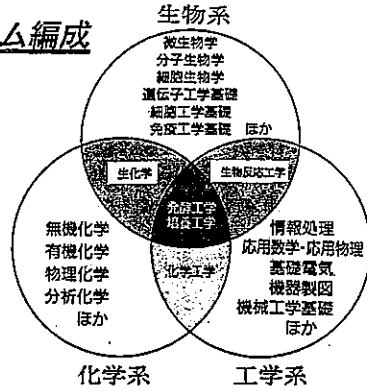 ム編成
生物系
微生物学
分子生物学
細胞生物学
遺伝子工学基礎
細胞工学基礎
免疫工学基礎 ほか
生化学
生物反応工学
発酵工学
培養工学
化学工学
無機化学
有機化学
物理化学
分析化学
ほか
情報処理
応用数学・応用物理
基礎電気
機器製図
機械工学基礎
ほか
化学系
工学系